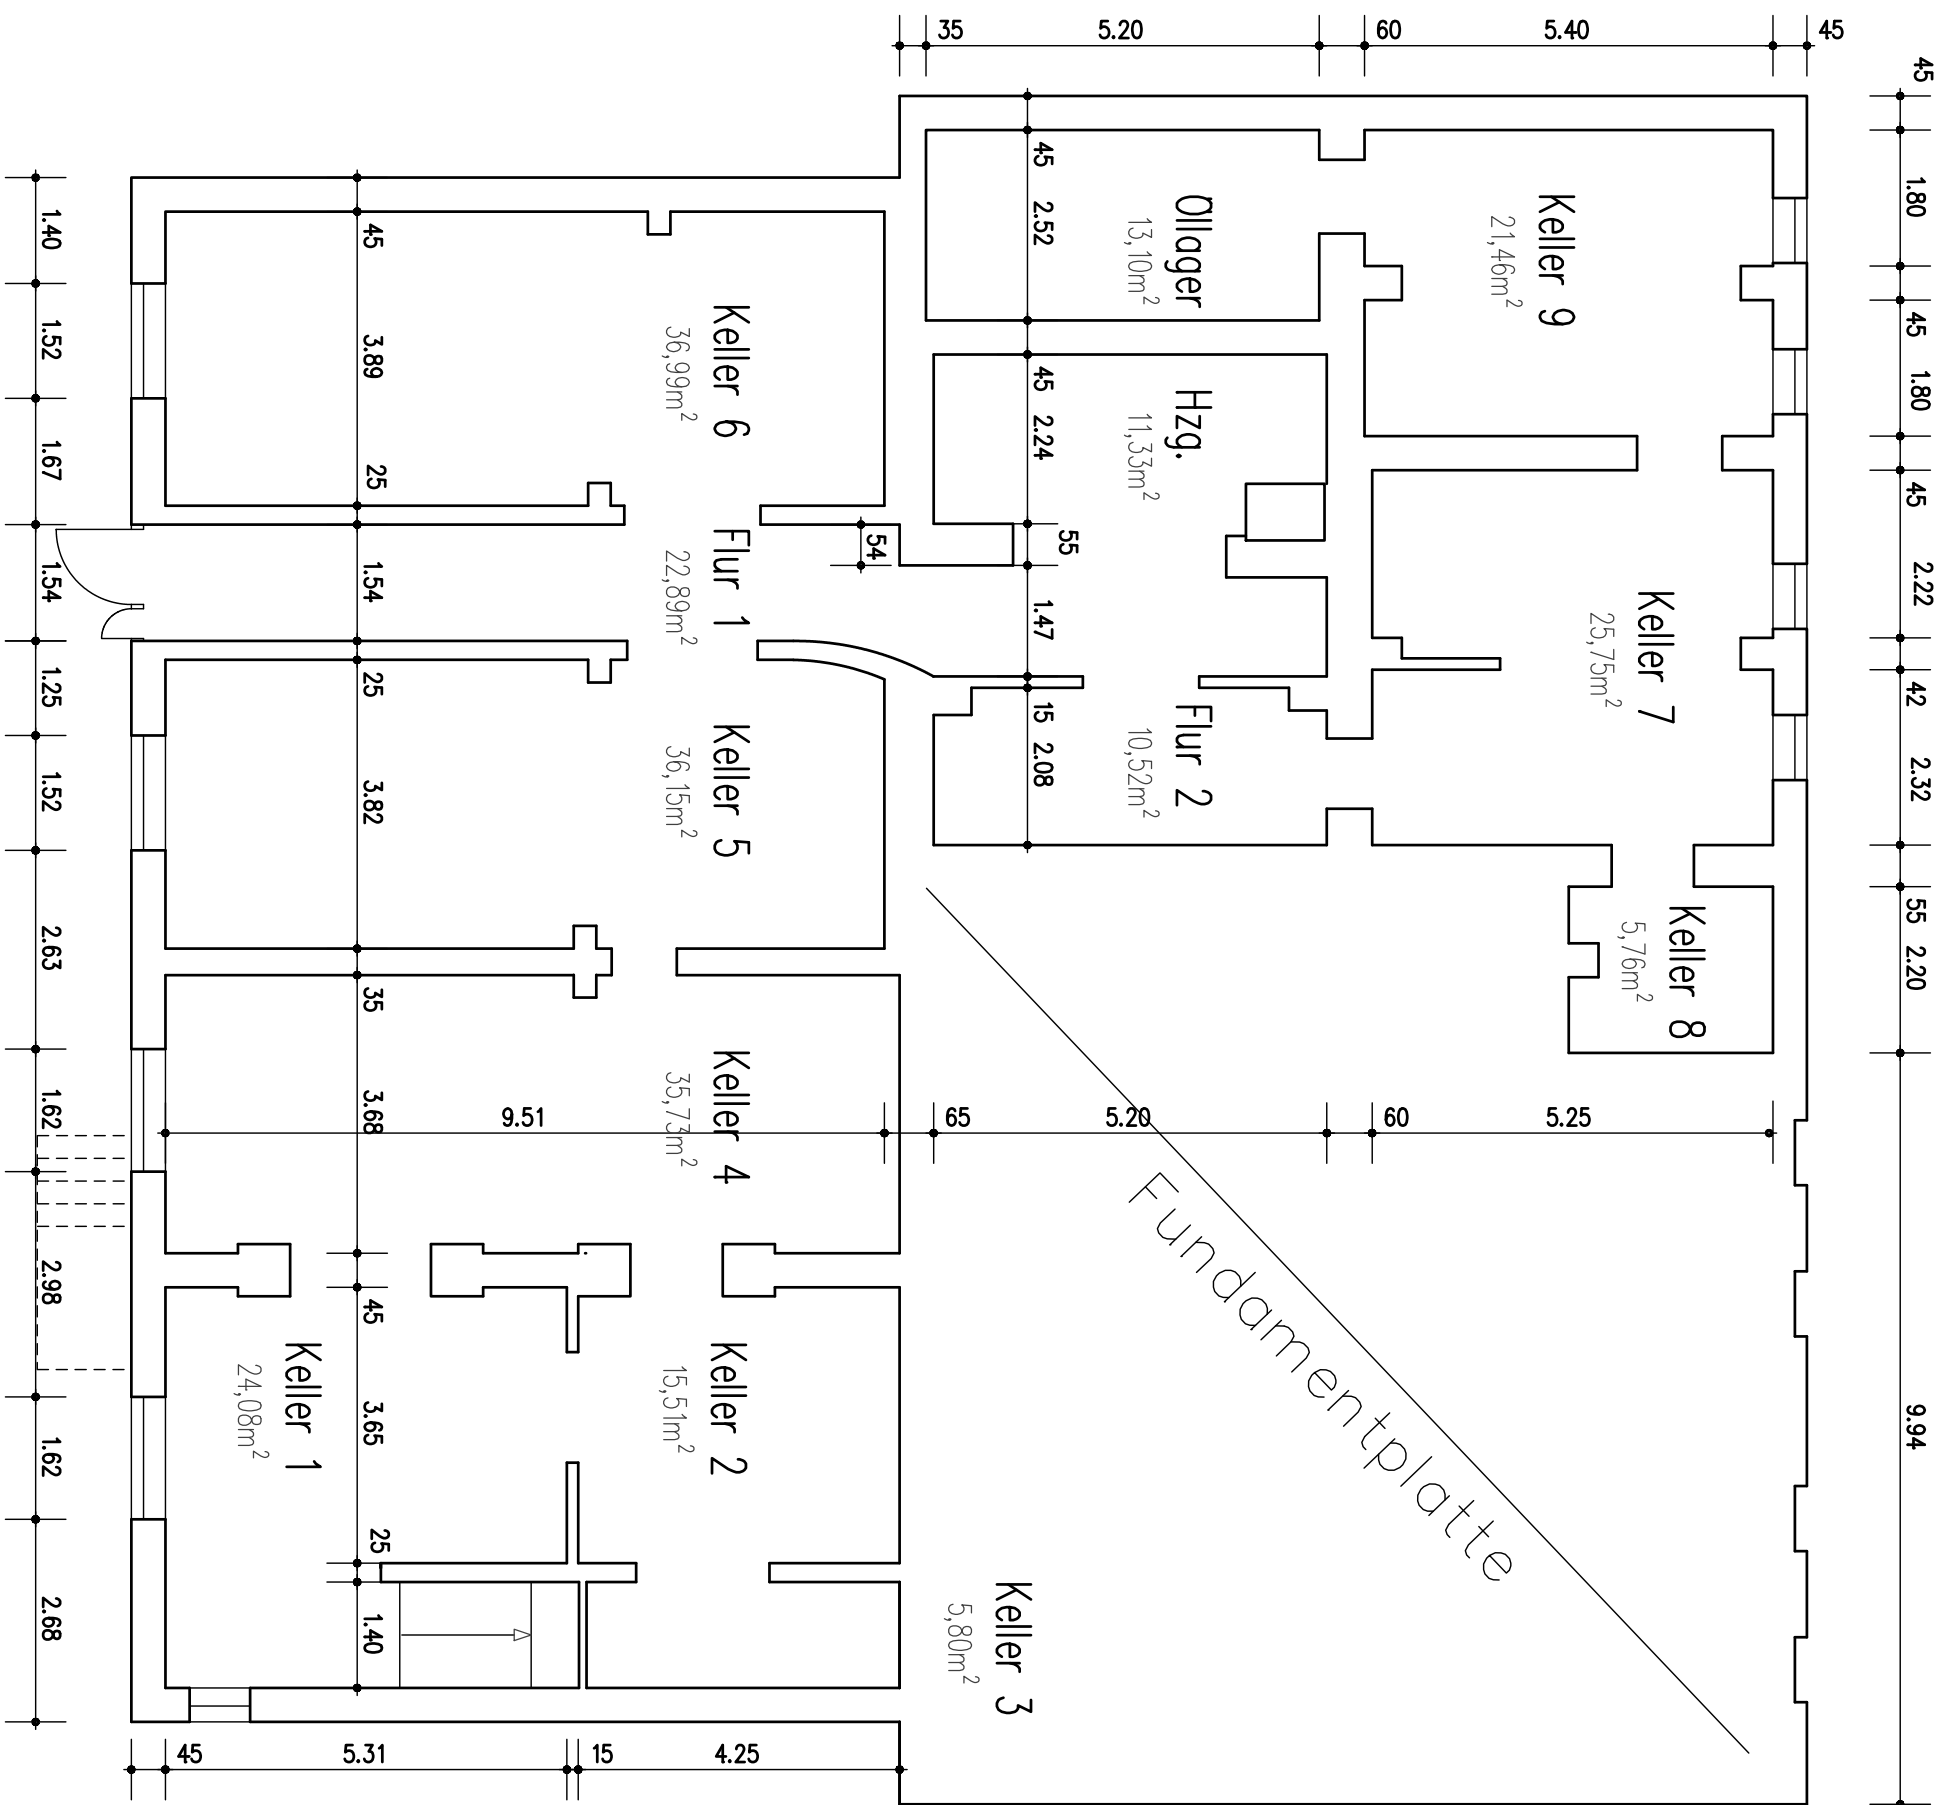 35
5.20
60
5.40
45
45
1.80
45
1.80
45
2.22
42
2.32
55
2.20
9.94
Keller 9
21,46m²
Öllager
13,10m²
45
2.52
45
2.24
55
1.47
15
2.08
Hzg.
11,33m²
Keller 7
25,75m²
Flur 2
10,52m²
Keller 8
5,76m²
Keller 6
36,99m²
Flur 1
22,89m²
54
Keller 5
36,15m²
Keller 4
35,73m²
45
3.89
25
1.54
25
3.82
35
3.68
45
3.65
25
1.40
9.51
65
5.20
60
5.25
Fundamentplatte
Keller 1
24,08m²
Keller 2
15,51m²
Keller 3
5,80m²
1.40
1.52
1.67
1.54
1.25
1.52
2.63
1.62
2.98
1.62
2.68
45
5.31
15
4.25